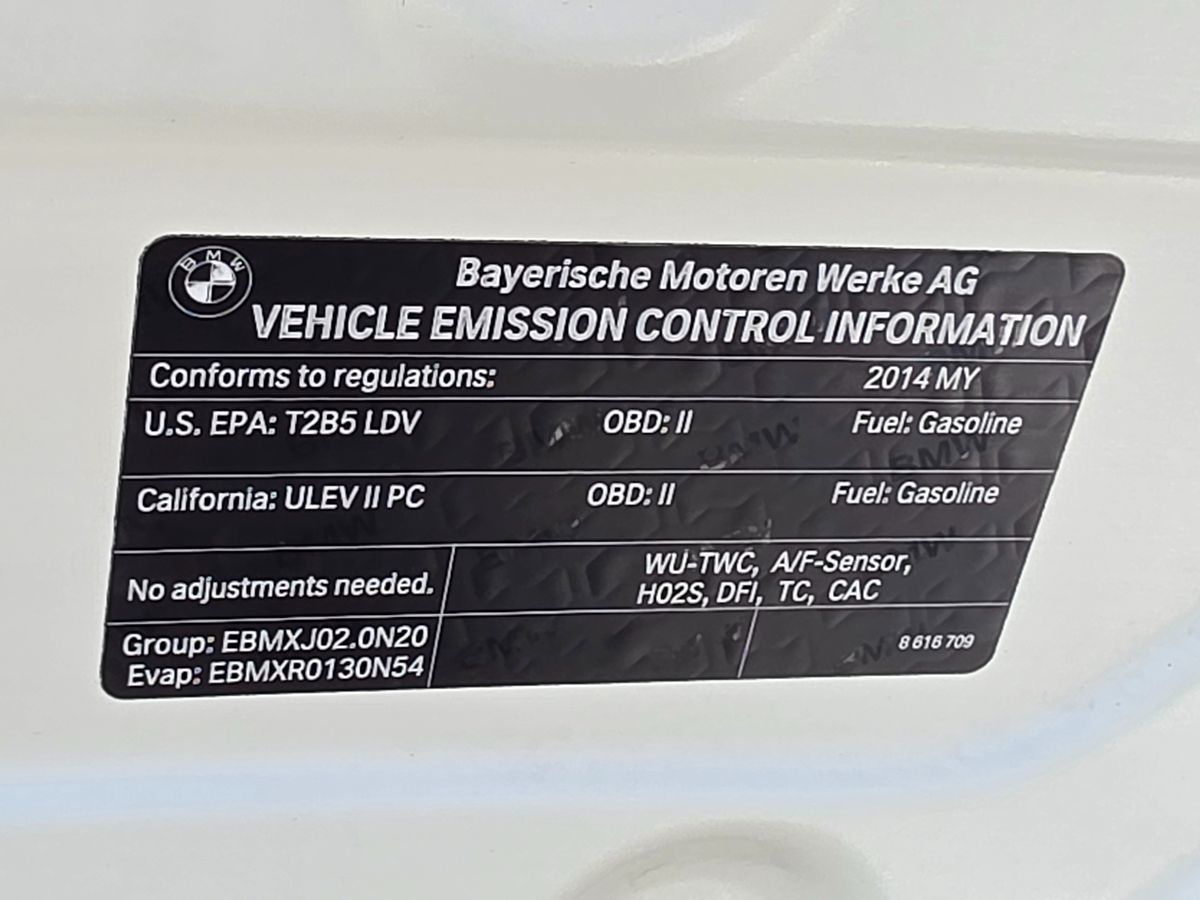 BMW
Bayerische Motoren Werke AG
VEHICLE EMISSION CONTROL INFORMATION
Conforms to regulations: 2014 MY
U.S. EPA: T2B5 LDV OBD: II Fuel: Gasoline
California: ULEV II PC OBD: II Fuel: Gasoline
No adjustments needed.
WU-TWC, A/F-Sensor,
H02S, DFI, TC, CAC
Group: EBMXJ02.0N20
Evap: EBMXR0130N54
8 616 709